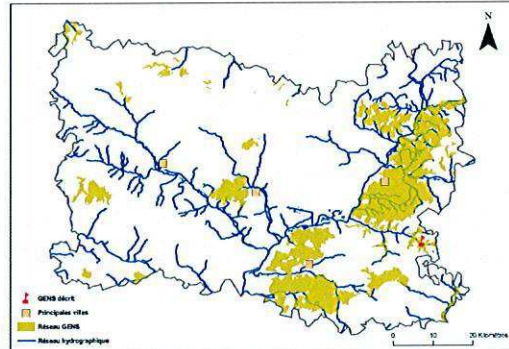 N
GENS décrit
Principales villes
Réseau GENS
Réseau hydrographique
0
10
20 Kilomètres